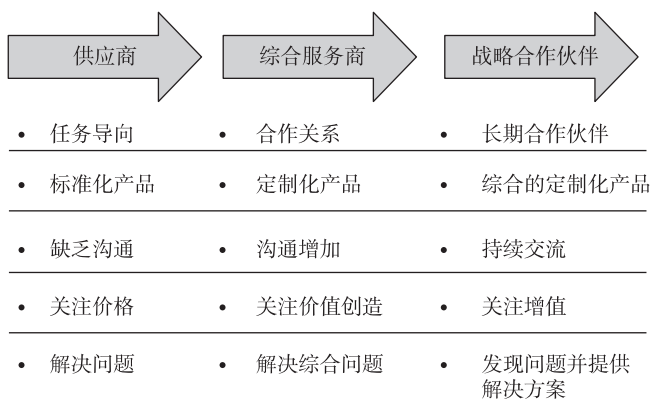 供应商 综合服务商 战略合作伙伴
• 任务导向 • 合作关系 • 长期合作伙伴
• 标准化产品 • 定制化产品 • 综合的定制化产品
• 缺乏沟通 • 沟通增加 • 持续交流
• 关注价格 • 关注价值创造 • 关注增值
• 解决问题 • 解决综合问题 • 发现问题并提供
解决方案